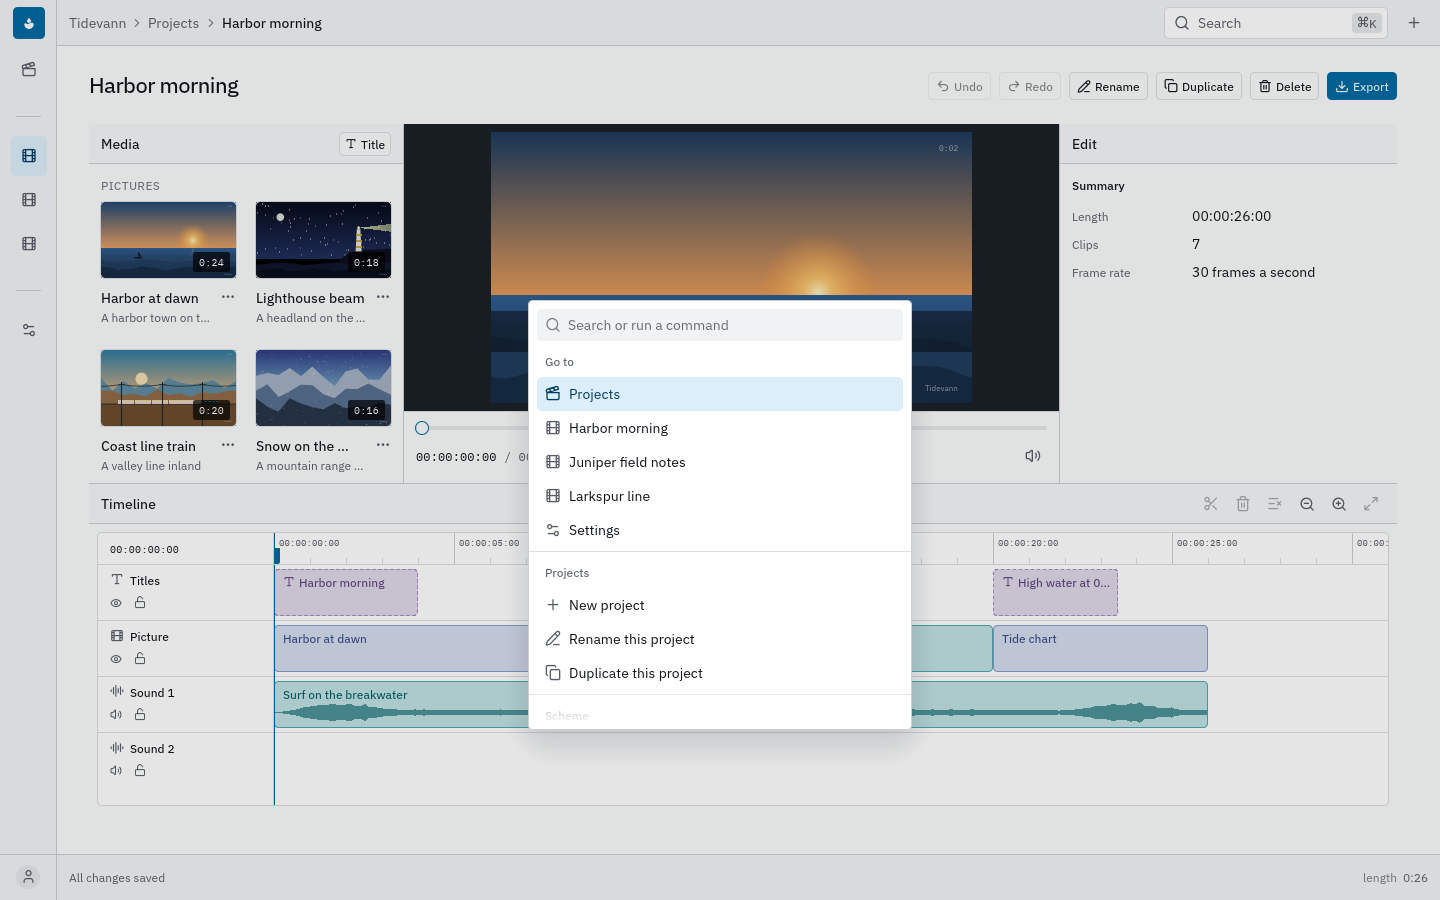 Tidevann
Projects
Harbor morning
Search
⌘K
Harbor morning
Undo
Redo
Rename
Duplicate
Delete
Export
Media
Title
PICTURES
0:24
Harbor at dawn
A harbor town on t...
0:18
Lighthouse beam
A headland on the ...
0:20
Coast line train
A valley line inland
0:16
Snow on the ...
A mountain range ...
0:02
Tidevann
00:00:00:00 / 00
Edit
Summary
Length 00:00:26:00
Clips 7
Frame rate 30 frames a second
Search or run a command
Go to
Projects
Harbor morning
Juniper field notes
Larkspur line
Settings
Projects
New project
Rename this project
Duplicate this project
Scheme
Timeline
00:00:00:00
00:00:00:00
00:00:05:00
00:00:20:00
00:00:25:00
00:00:
Titles
Harbor morning
High water at 0...
Picture
Harbor at dawn
Tide chart
Sound 1
Surf on the breakwater
Sound 2
All changes saved
length 0:26